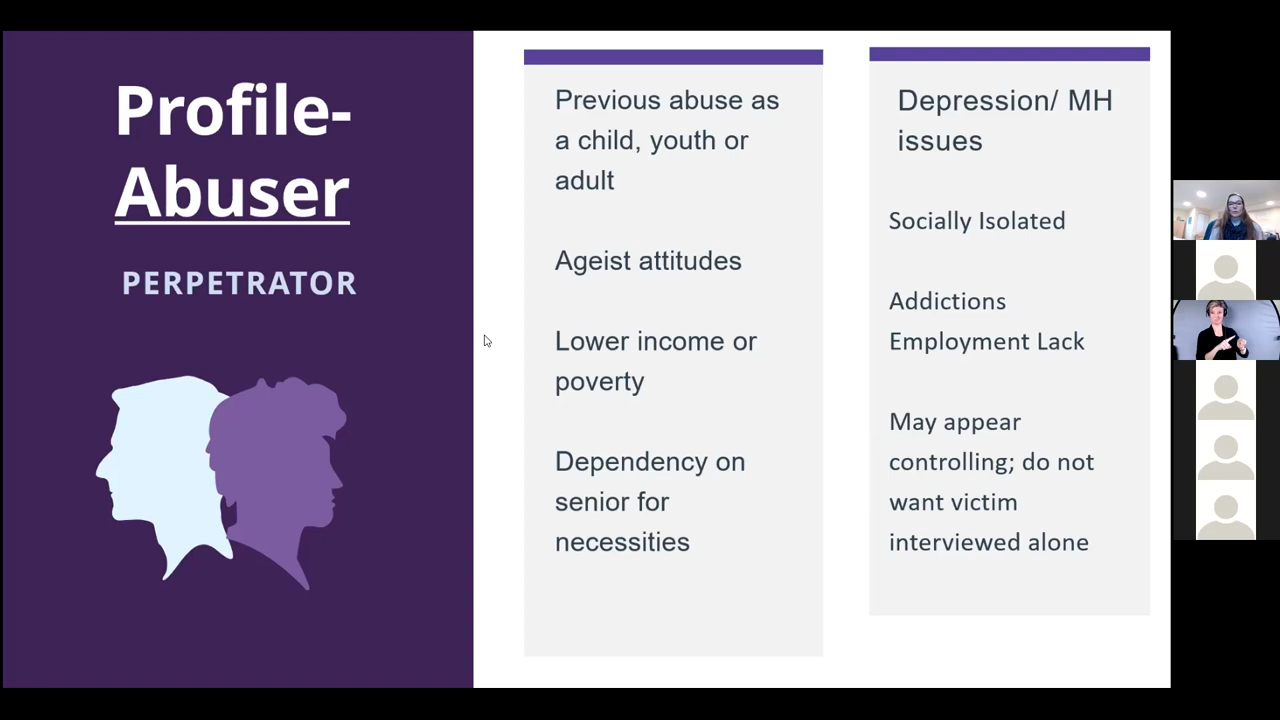 Profile-
Abuser
PERPETRATOR
Previous abuse as
a child, youth or
adult
Ageist attitudes
Lower income or
poverty
Dependency on
senior for
necessities
Depression/ MH
issues
Socially Isolated
Addictions
Employment Lack
May appear
controlling; do not
want victim
interviewed alone